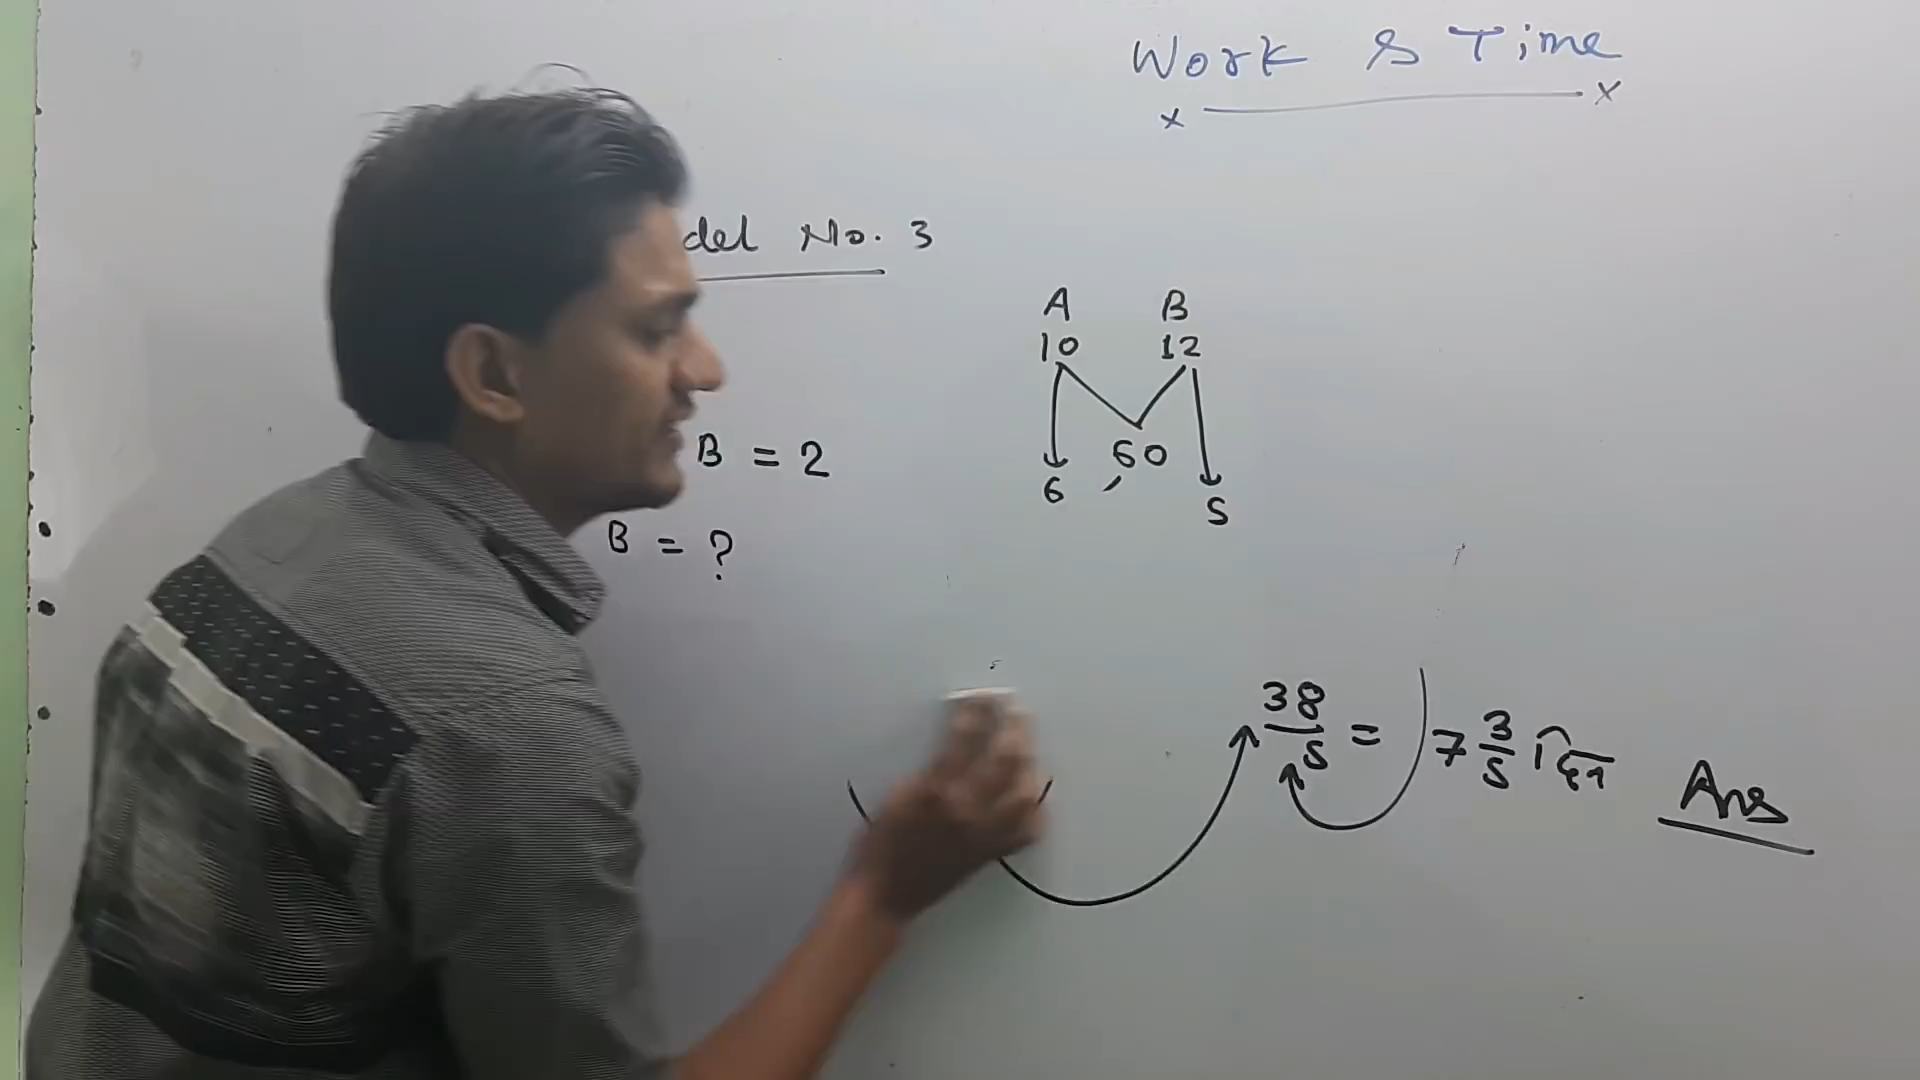 Work & Time
x x
del No. 3
A B
10 12
B = 2
60
6 , 5
B = ?
38/5 = 7 3/5 दिन
Ans